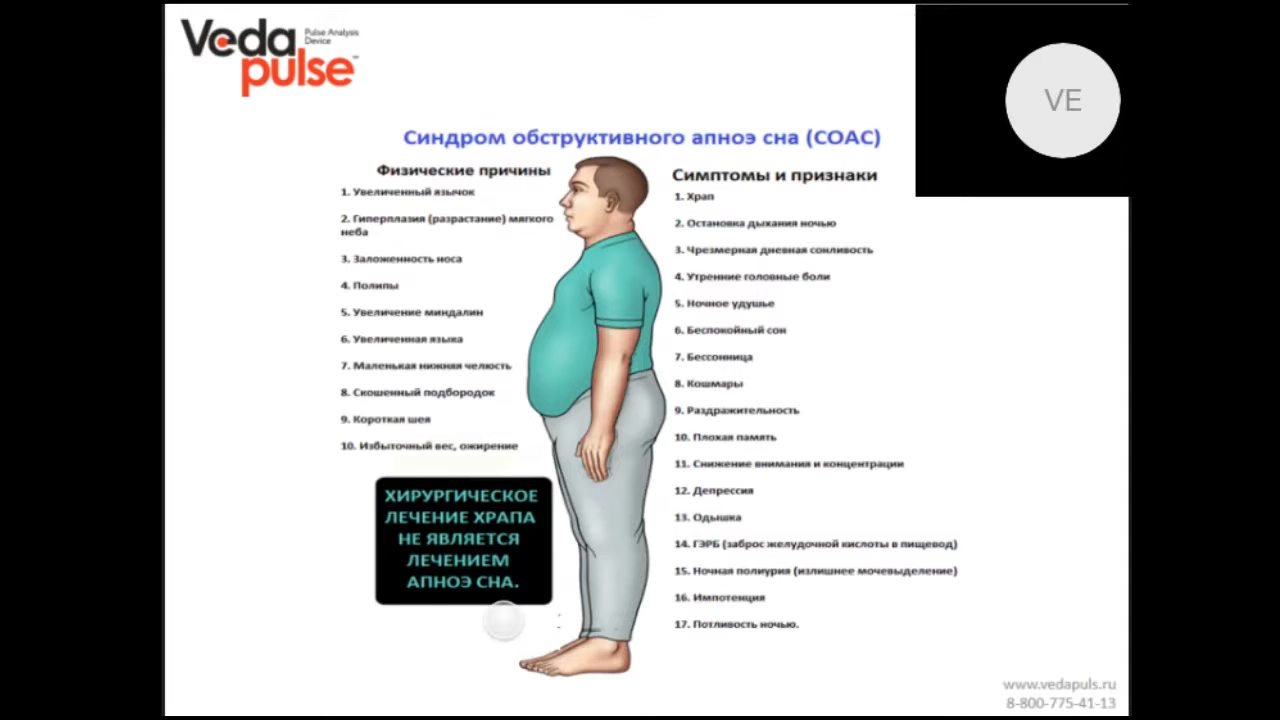 Veda
Pulse Analysis
Device
pulse
VE
Синдром обструктивного апноэ сна (СОАС)
Физические причины
1. Увеличенный язычок
2. Гиперплазия (разрастание) мягкого
неба
3. Заложенность носа
4. Полипы
5. Увеличение миндалин
6. Увеличенная языка
7. Маленькая нижняя челюсть
8. Скошенный подбородок
9. Короткая шея
10. Избыточный вес, ожирение
ХИРУРГИЧЕСКОЕ
ЛЕЧЕНИЕ ХРАПА
НЕ ЯВЛЯЕТСЯ
ЛЕЧЕНИЕМ
АПНОЭ СНА.
Симптомы и признаки
1. Храп
2. Остановка дыхания ночью
3. Чрезмерная дневная сонливость
4. Утренние головные боли
5. Ночное удушье
6. Беспокойный сон
7. Бессонница
8. Кошмары
9. Раздражительность
10. Плохая память
11. Снижение внимания и концентрации
12. Депрессия
13. Одышка
14. ГЭРБ (заброс желудочной кислоты в пищевод)
15. Ночная полиурия (излишнее мочевыделение)
16. Импотенция
17. Потливость ночью.
www.vedapuls.ru
8-800-775-41-13